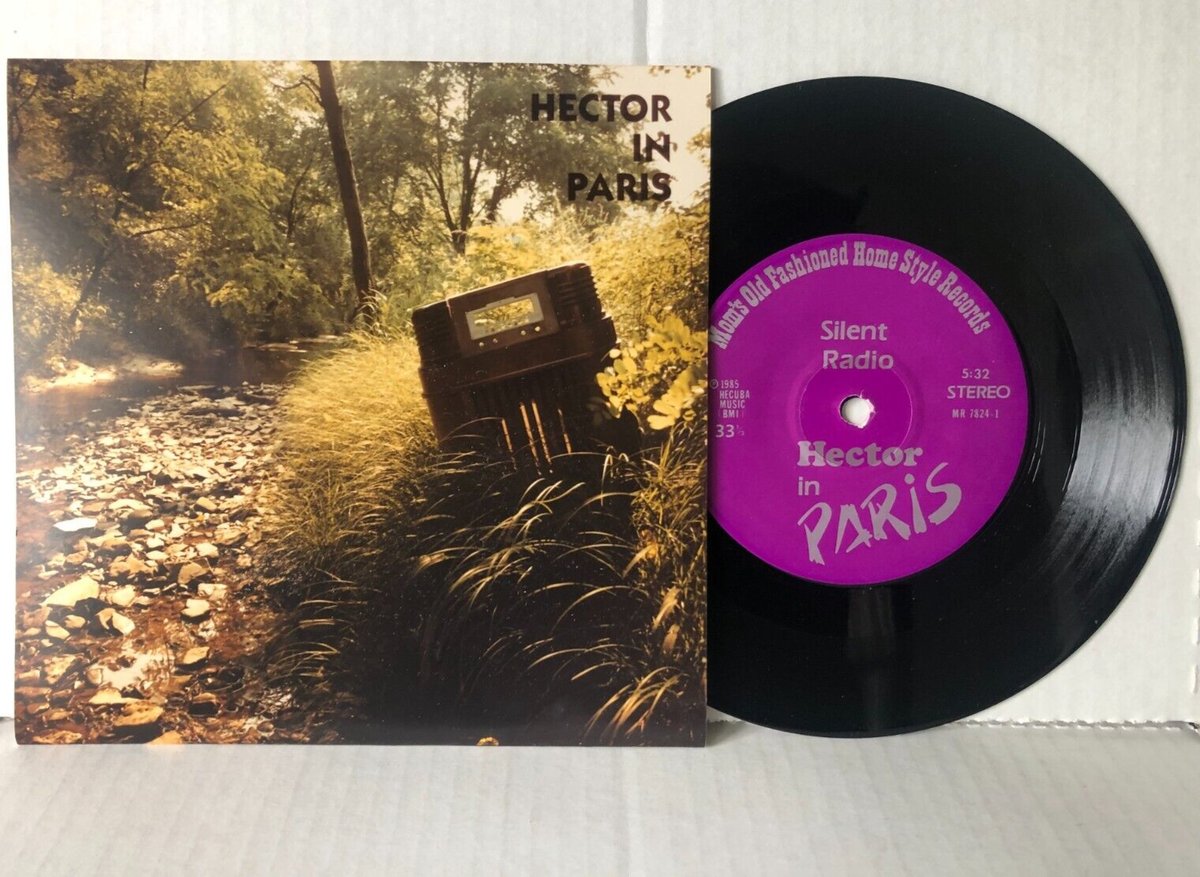 HECTOR
IN
PARIS
Mom's Old Fashioned Home Style Records
Silent
Radio
5:32
STEREO
MR 7824-1
℗ 1985
HECUBA
MUSIC
(BMI)
33⅓
Hector
in
PARIS